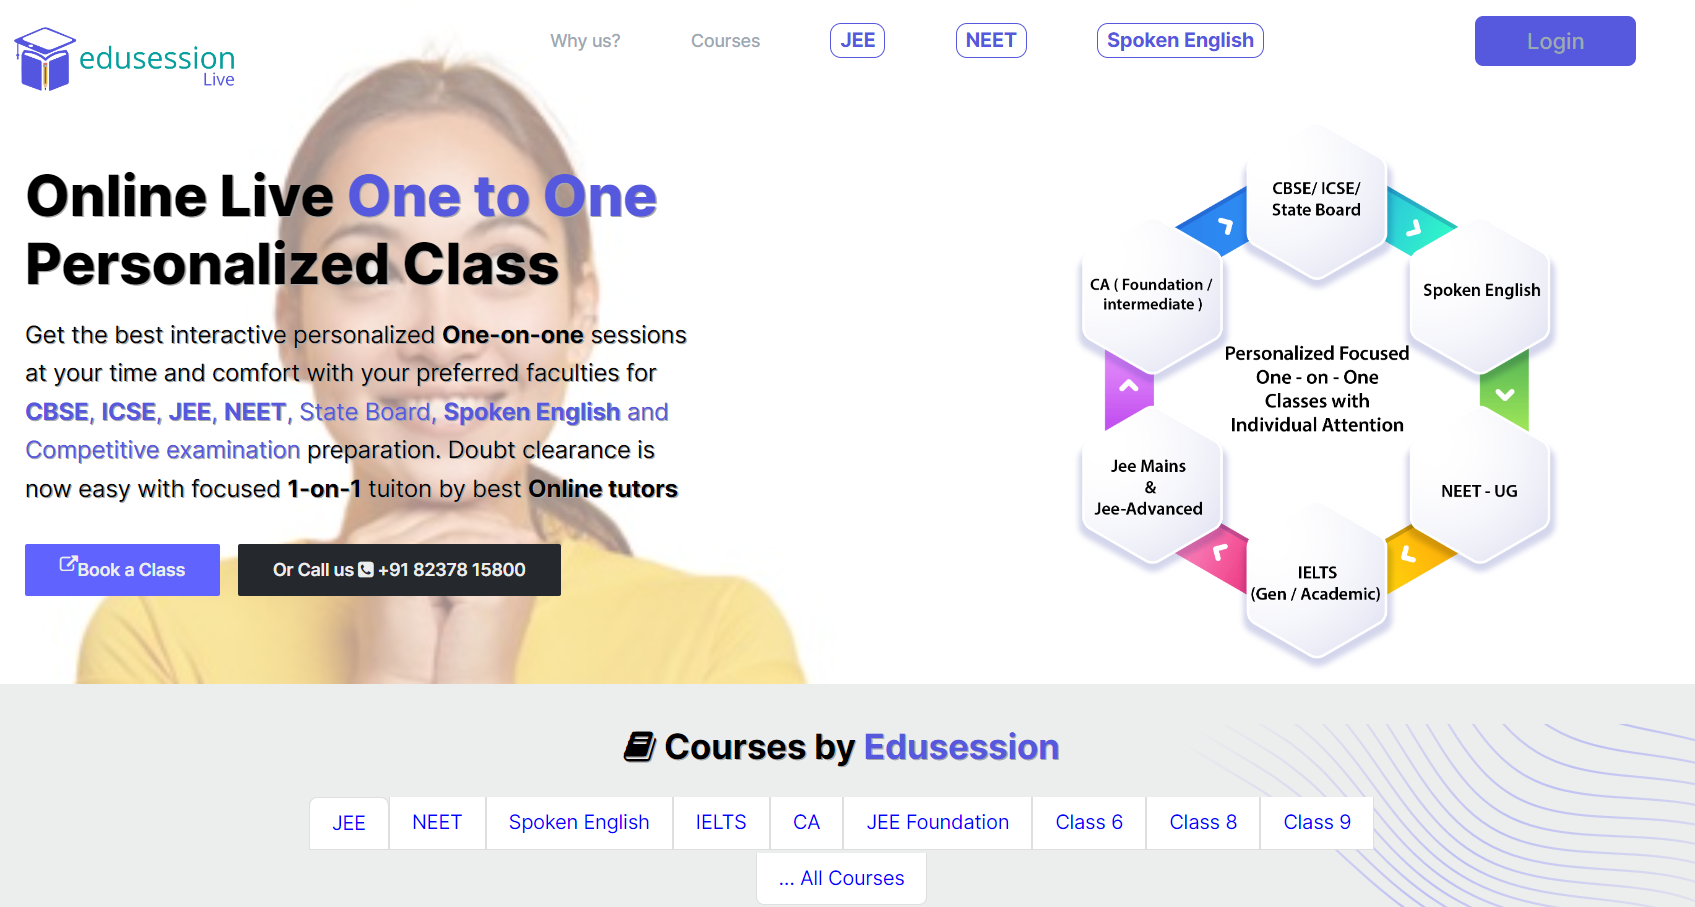 edusession
Live
Why us?
Courses
JEE
NEET
Spoken English
Login
Online Live One to One
Personalized Class
Get the best interactive personalized One-on-one sessions
at your time and comfort with your preferred faculties for
CBSE, ICSE, JEE, NEET, State Board, Spoken English and
Competitive examination preparation. Doubt clearance is
now easy with focused 1-on-1 tuiton by best Online tutors
Book a Class
Or Call us +91 82378 15800
CBSE/ ICSE/
State Board
Spoken English
NEET - UG
IELTS
(Gen / Academic)
Jee Mains
&
Jee-Advanced
CA ( Foundation /
intermediate )
Personalized Focused
One - on - One
Classes with
Individual Attention
Courses by Edusession
JEE
NEET
Spoken English
IELTS
CA
JEE Foundation
Class 6
Class 8
Class 9
... All Courses